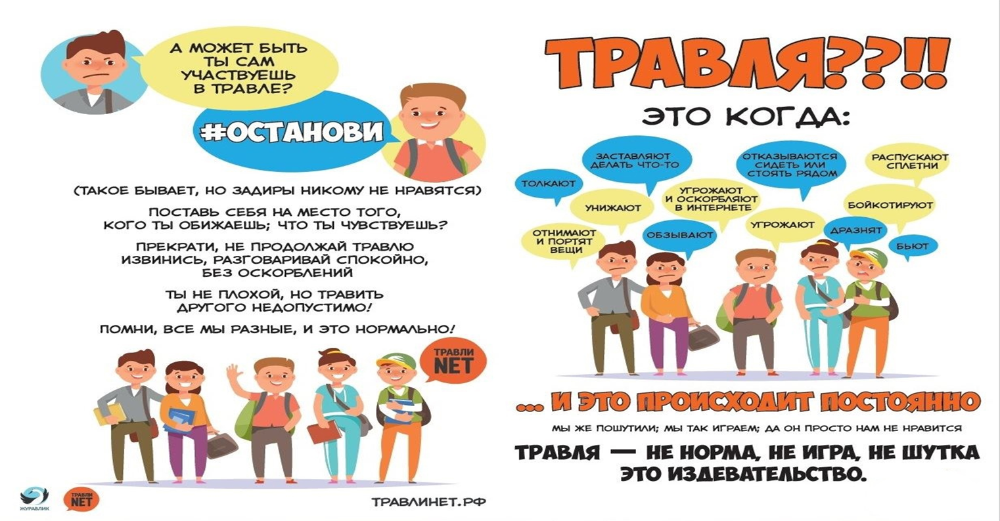 А МОЖЕТ БЫТЬ
ТЫ САМ
УЧАСТВУЕШЬ
В ТРАВЛЕ?
#ОСТАНОВИ
(ТАКОЕ БЫВАЕТ, НО ЗАДИРЫ НИКОМУ НЕ НРАВЯТСЯ)
ПОСТАВЬ СЕБЯ НА МЕСТО ТОГО,
КОГО ТЫ ОБИЖАЕШЬ; ЧТО ТЫ ЧУВСТВУЕШЬ?
ПРЕКРАТИ, НЕ ПРОДОЛЖАЙ ТРАВЛЮ
ИЗВИНИСЬ, РАЗГОВАРИВАЙ СПОКОЙНО,
БЕЗ ОСКОРБЛЕНИЙ
ТЫ НЕ ПЛОХОЙ, НО ТРАВИТЬ
ДРУГОГО НЕДОПУСТИМО!
ПОМНИ, ВСЕ МЫ РАЗНЫЕ, И ЭТО НОРМАЛЬНО!
ТРАВЛИ
NET
ЖУРАВЛИК
ТРАВЛИ
NET
ТРАВЛИНЕТ.РФ
ТРАВЛЯ??!!
ЭТО КОГДА:
ТОЛКАЮТ
ЗАСТАВЛЯЮТ
ДЕЛАТЬ ЧТО-ТО
ОТКАЗЫВАЮТСЯ
СИДЕТЬ ИЛИ
СТОЯТЬ РЯДОМ
РАСПУСКАЮТ
СПЛЕТНИ
УНИЖАЮТ
УГРОЖАЮТ
И ОСКОРБЛЯЮТ
В ИНТЕРНЕТЕ
БОЙКОТИРУЮТ
ОТНИМАЮТ
И ПОРТЯТ
ВЕЩИ
ОБЗЫВАЮТ
УГРОЖАЮТ
ДРАЗНЯТ
БЬЮТ
... И ЭТО ПРОИСХОДИТ ПОСТОЯННО
МЫ ЖЕ ПОШУТИЛИ; МЫ ТАК ИГРАЕМ; ДА ОН ПРОСТО НАМ НЕ НРАВИТСЯ
ТРАВЛЯ — НЕ НОРМА, НЕ ИГРА, НЕ ШУТКА
ЭТО ИЗДЕВАТЕЛЬСТВО.